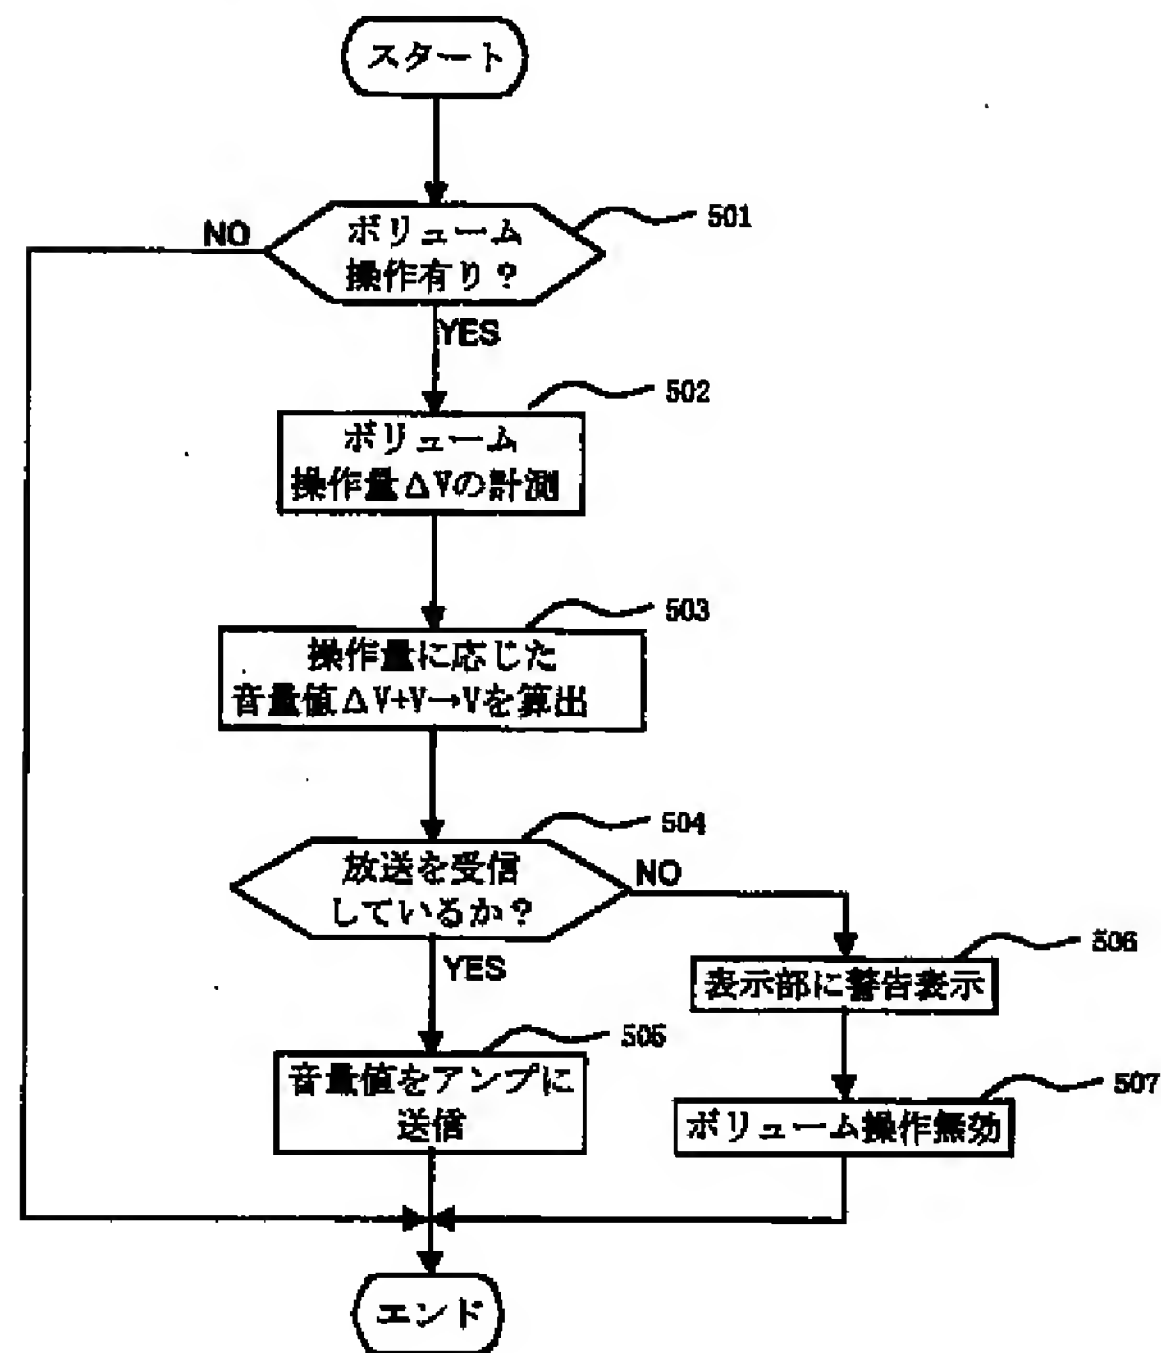 スタート
501
NO
ボリューム
操作有り？
YES
502
ボリューム
操作量ΔVの計測
503
操作量に応じた
音量値ΔV+V→Vを算出
504
放送を受信
しているか？
NO
YES
506
表示部に警告表示
505
音量値をアンプに
送信
507
ボリューム操作無効
エンド